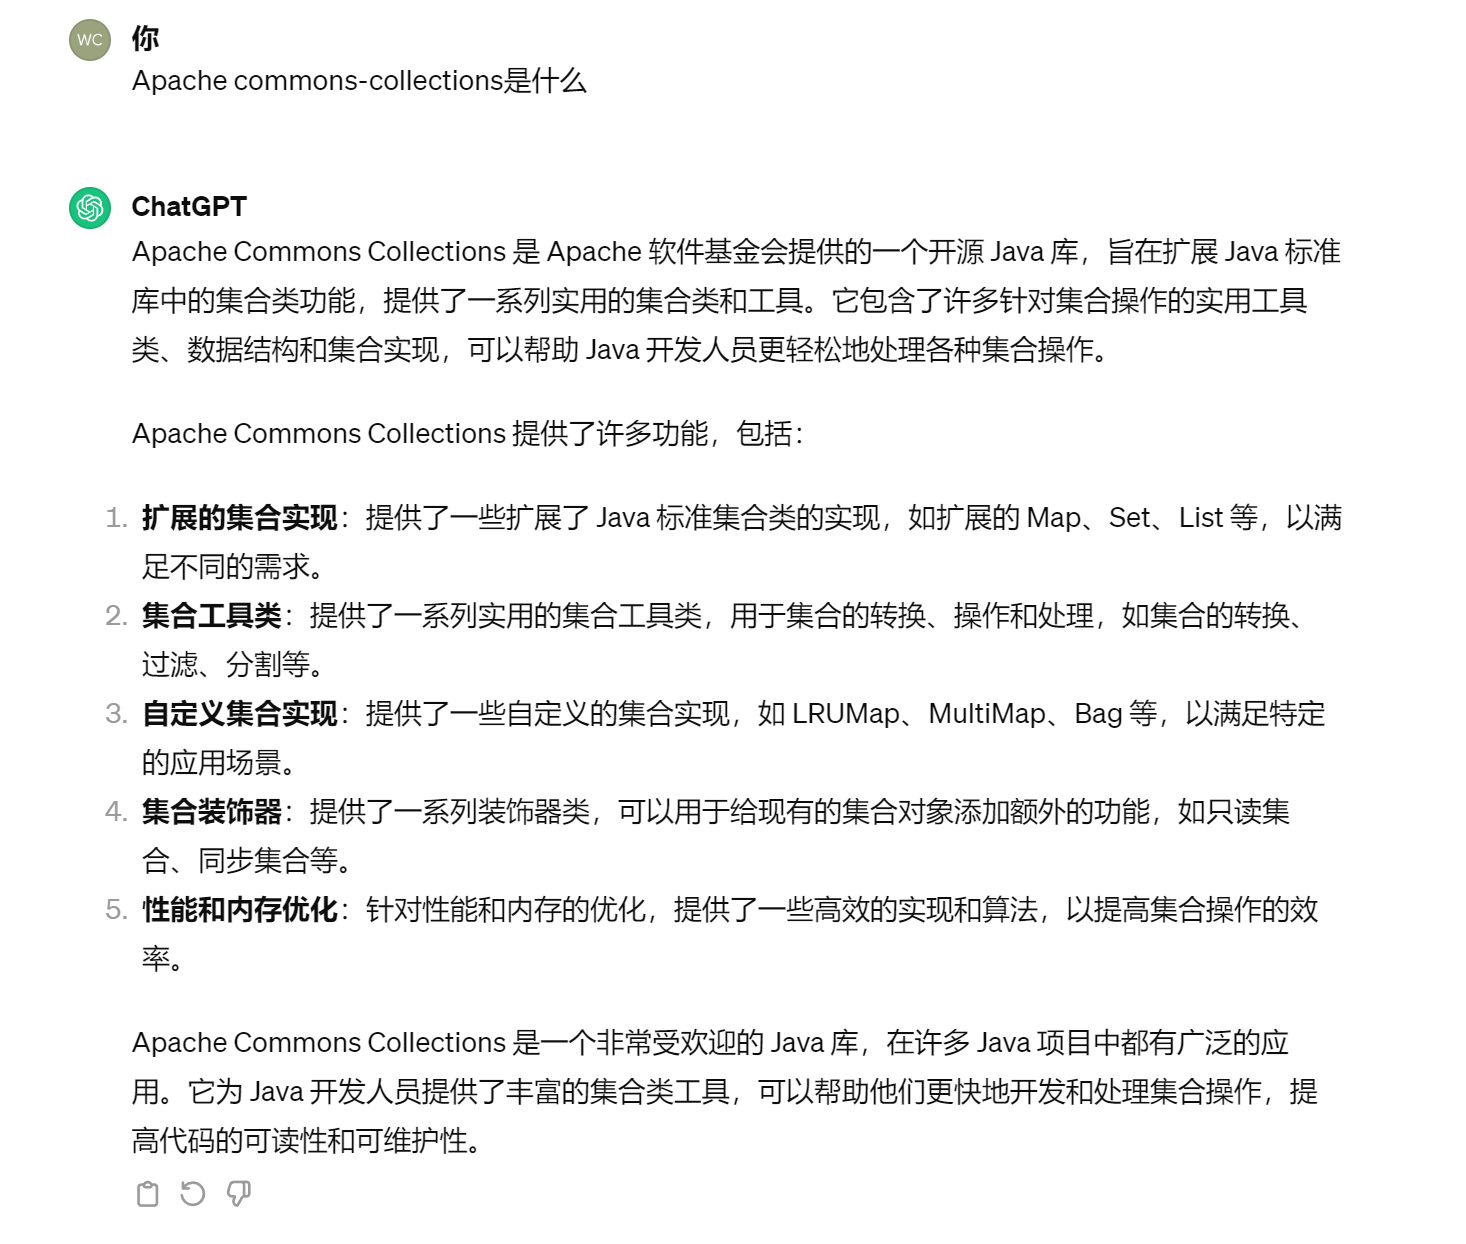 WC
你
Apache commons-collections是什么
ChatGPT
Apache Commons Collections 是 Apache 软件基金会提供的一个开源 Java 库，旨在扩展 Java 标准
库中的集合类功能，提供了一系列实用的集合类和工具。它包含了许多针对集合操作的实用工具
类、数据结构和集合实现，可以帮助 Java 开发人员更轻松地处理各种集合操作。
Apache Commons Collections 提供了许多功能，包括：
1. 扩展的集合实现：提供了一些扩展了 Java 标准集合类的实现，如扩展的 Map、Set、List 等，以满
足不同的需求。
2. 集合工具类：提供了一系列实用的集合工具类，用于集合的转换、操作和处理，如集合的转换、
过滤、分割等。
3. 自定义集合实现：提供了一些自定义的集合实现，如 LRUMap、MultiMap、Bag 等，以满足特定
的应用场景。
4. 集合装饰器：提供了一系列装饰器类，可以用于给现有的集合对象添加额外的功能，如只读集
合、同步集合等。
5. 性能和内存优化：针对性能和内存的优化，提供了一些高效的实现和算法，以提高集合操作的效
率。
Apache Commons Collections 是一个非常受欢迎的 Java 库，在许多 Java 项目中都有广泛的应
用。它为 Java 开发人员提供了丰富的集合类工具，可以帮助他们更快地开发和处理集合操作，提
高代码的可读性和可维护性。